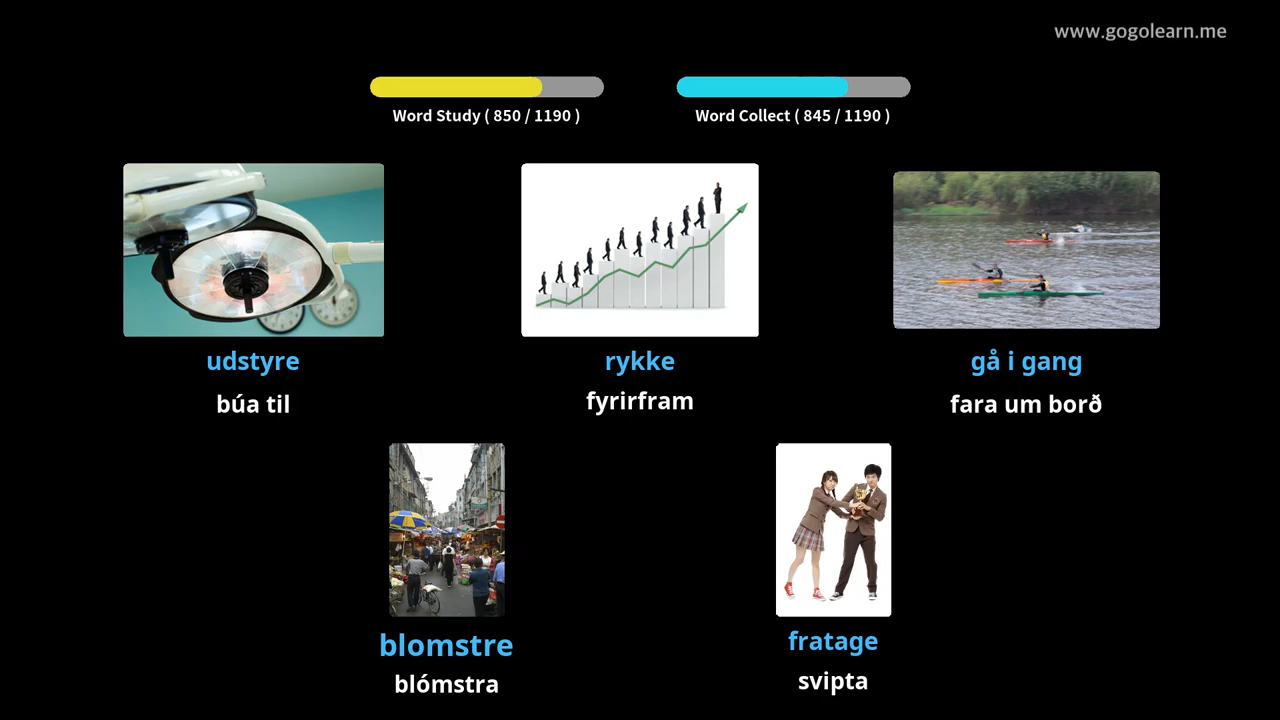 www.gogolearn.me
Word Study ( 850 / 1190 )
Word Collect ( 845 / 1190 )
udstyre
búa til
rykke
fyrirfram
gå i gang
fara um borð
blomstre
blómstra
fratage
svipta